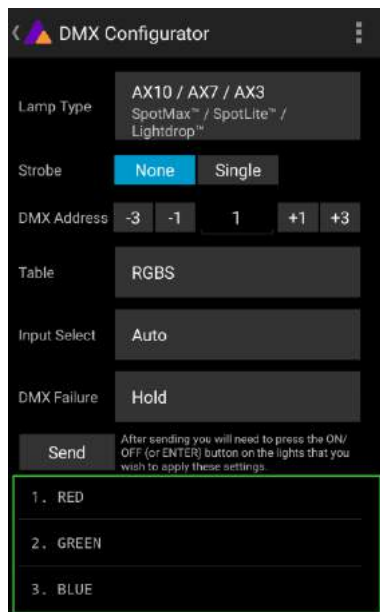 DMX Configurator
Lamp Type
AX10 / AX7 / AX3
SpotMax™ / SpotLite™ /
Lightdrop™
Strobe
None Single
DMX Address -3 -1 1 +1 +3
Table
RGBS
Input Select
Auto
DMX Failure
Hold
Send
After sending you will need to press the ON/
OFF (or ENTER) button on the lights that you
wish to apply these settings.
1. RED
2. GREEN
3. BLUE